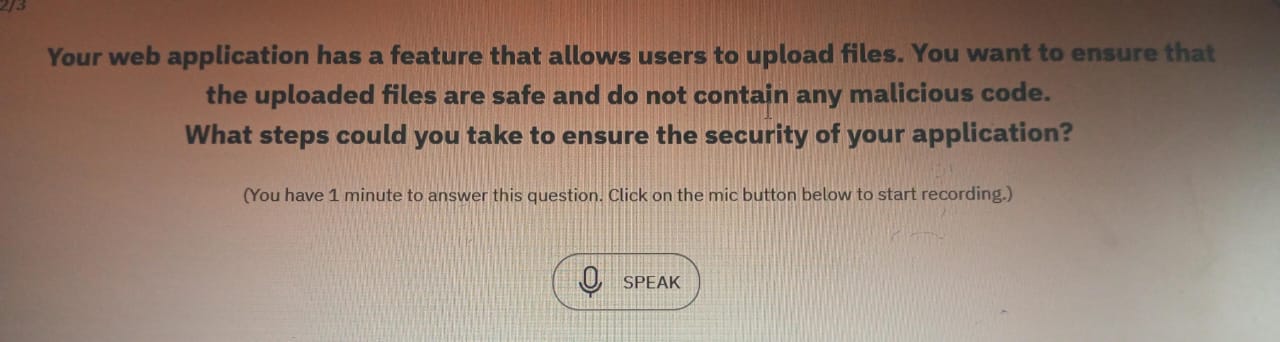 2/3
Your web application has a feature that allows users to upload files. You want to ensure that
the uploaded files are safe and do not contain any malicious code.
What steps could you take to ensure the security of your application?
(You have 1 minute to answer this question. Click on the mic button below to start recording.)
SPEAK